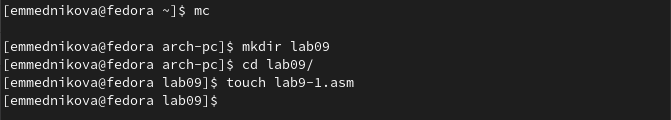 [emmednikova@fedora ~]$ mc
[emmednikova@fedora arch-pc]$ mkdir lab09
[emmednikova@fedora arch-pc]$ cd lab09/
[emmednikova@fedora lab09]$ touch lab9-1.asm
[emmednikova@fedora lab09]$